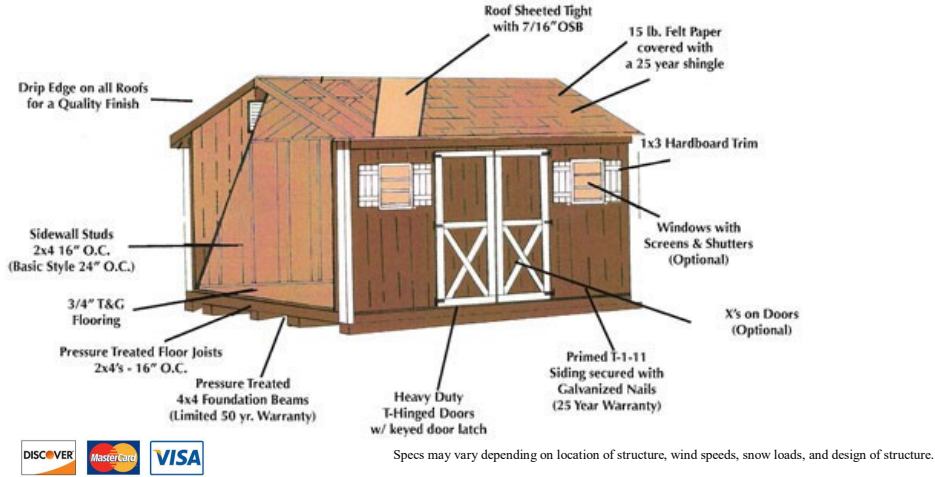 Roof Sheeted Tight
with 7/16" OSB
15 lb. Felt Paper
covered with
a 25 year shingle
Drip Edge on all Roofs
for a Quality Finish
1x3 Hardboard Trim
Sidewall Studs
2x4 16" O.C.
(Basic Style 24" O.C.)
Windows with
Screens & Shutters
(Optional)
3/4" T&G
Flooring
X's on Doors
(Optional)
Pressure Treated Floor Joists
2x4's - 16" O.C.
Primed T-1-11
Siding secured with
Galvanized Nails
(25 Year Warranty)
Pressure Treated
4x4 Foundation Beams
(Limited 50 yr. Warranty)
Heavy Duty
T-Hinged Doors
w/ keyed door latch
DISCOVER
MasterCard
VISA
Specs may vary depending on location of structure, wind speeds, snow loads, and design of structure.